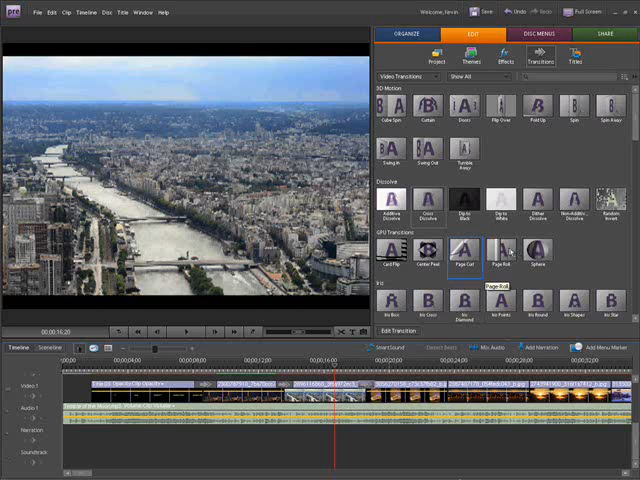 pre
File Edit Clip Timeline Disc Title Window Help
Welcome, Kevin
Save
Undo
Redo
Full Screen
ORGANIZE
EDIT
DISC MENUS
SHARE
Project
Themes
Effects
Transitions
Titles
Video Transitions
Show All
3D Motion
Cube Spin
Curtain
Doors
Flip Over
Fold Up
Spin
Spin Away
Swing In
Swing Out
Tumble Away
Dissolve
Additive Dissolve
Cross Dissolve
Dip to Black
Dip to White
Dither Dissolve
Non-Additive Dissolve
Random Invert
GPU Transitions
Card Flip
Center Peel
Page Curl
Page Roll
Sphere
Page Roll
Iris
Iris Box
Iris Cross
Iris Diamond
Iris Points
Iris Round
Iris Shapes
Iris Star
00;00;16;20
Edit Transition
Timeline
Sceneline
SmartSound
Detect Beats
Mix Audio
Add Narration
Add Menu Marker
00;00
00;00;04;00
00;00;08;00
00;00;12;00
00;00;16;00
00;00;20;00
00;00;24;00
00;00;28;00
00;00;32;00
Video 1
Audio 1
Narration
Soundtrack